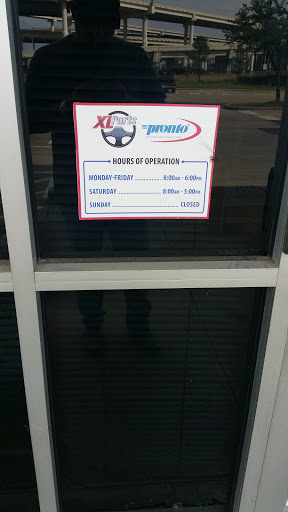 XL Parts
pronto
HOURS OF OPERATION
MONDAY-FRIDAY .............. 8:00AM - 6:00PM
SATURDAY .................... 8:00AM - 5:00PM
SUNDAY ............................ CLOSED